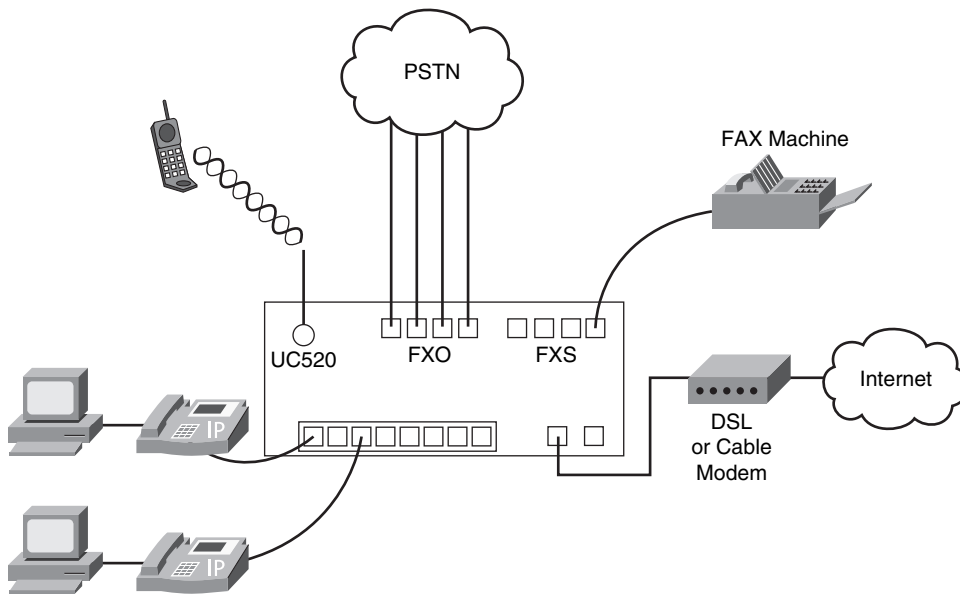 PSTN
FAX Machine
UC520
FXO
FXS
Internet
DSL
or Cable
Modem
IP
IP